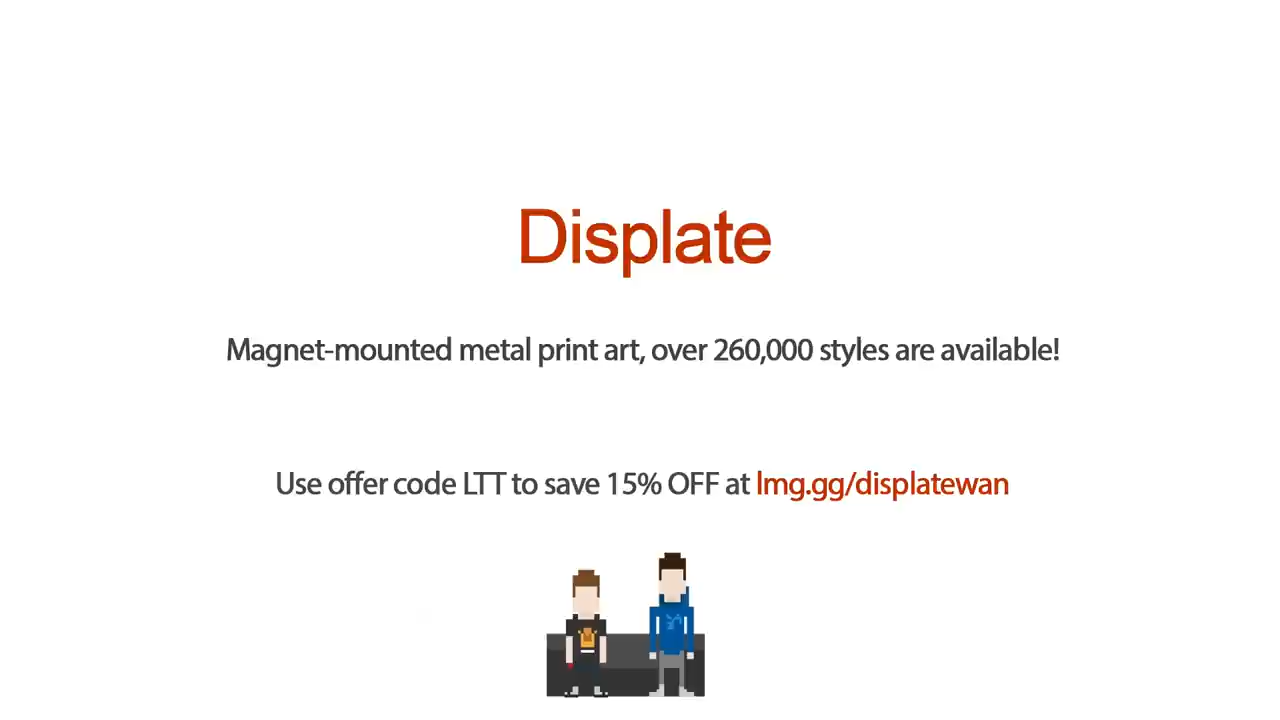 Displate
Magnet-mounted metal print art, over 260,000 styles are available!
Use offer code LTT to save 15% OFF at lmg.gg/displatewan